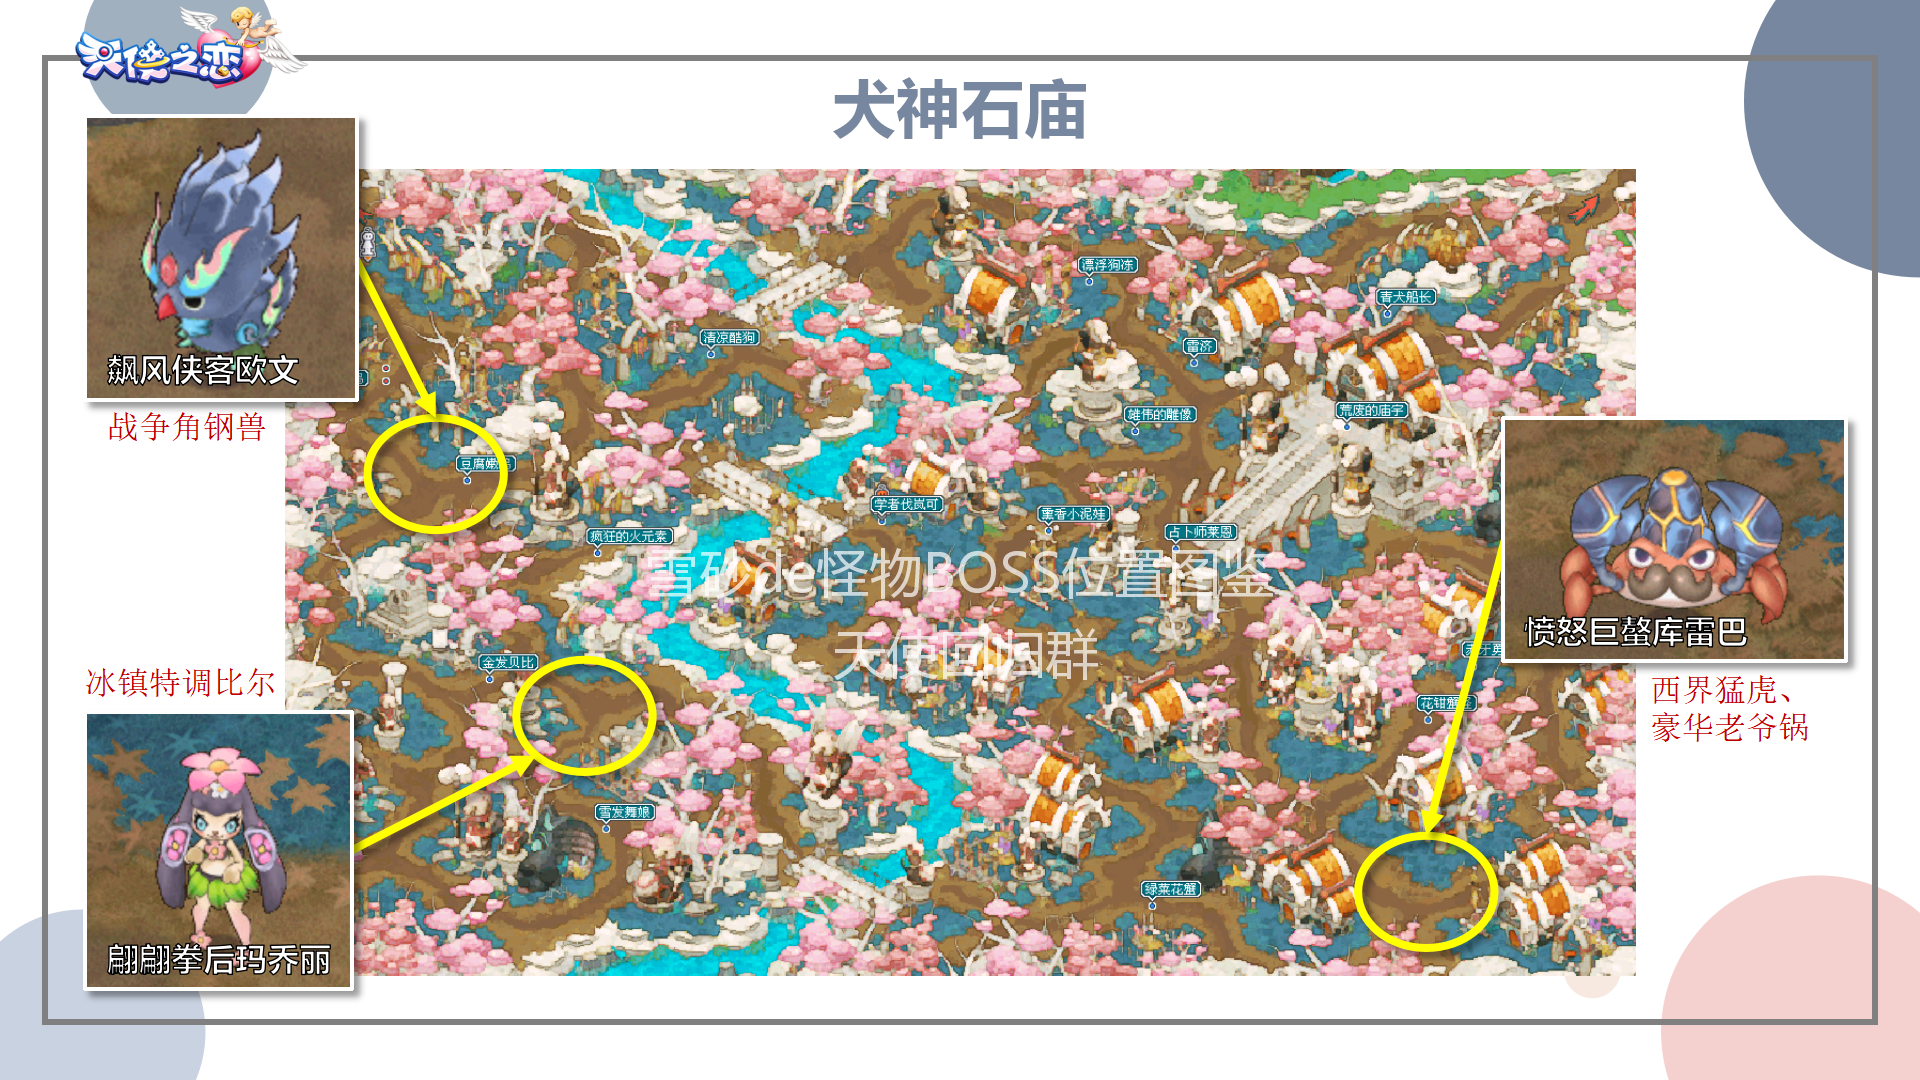 天使之恋
犬神石庙
飙风侠客欧文
战争角钢兽
漂浮狗冻
青犬船长
清凉酷狗
雷济
雄伟的雕像
荒废的庙宇
豆腐嫩
学者伐岚可
熏香小泥娃
占卜师莱恩
疯狂的火元素
雪砂de怪物BOSS位置图鉴
天使回归群
愤怒巨螯库雷巴
西界猛虎、
豪华老爷锅
金发贝比
冰镇特调比尔
花钳蟹
雪发舞娘
绿菜花蟹
翩翩拳后玛乔丽